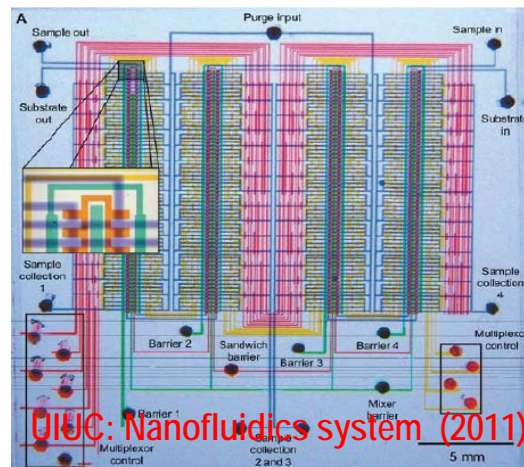 A
Purge input
Sample out
Sample in
Substrate
out
Substrate
in
Sample
collection
1
Sample
collection
4
Barrier 2
Sandwich
barrier
Barrier 3
Barrier 4
Multiplexor
control
Mixer
barrier
Barrier 1
UIUC: Nanofluidics system (2011)
Multiplexor
control
Sample
collection
2 and 3
5 mm